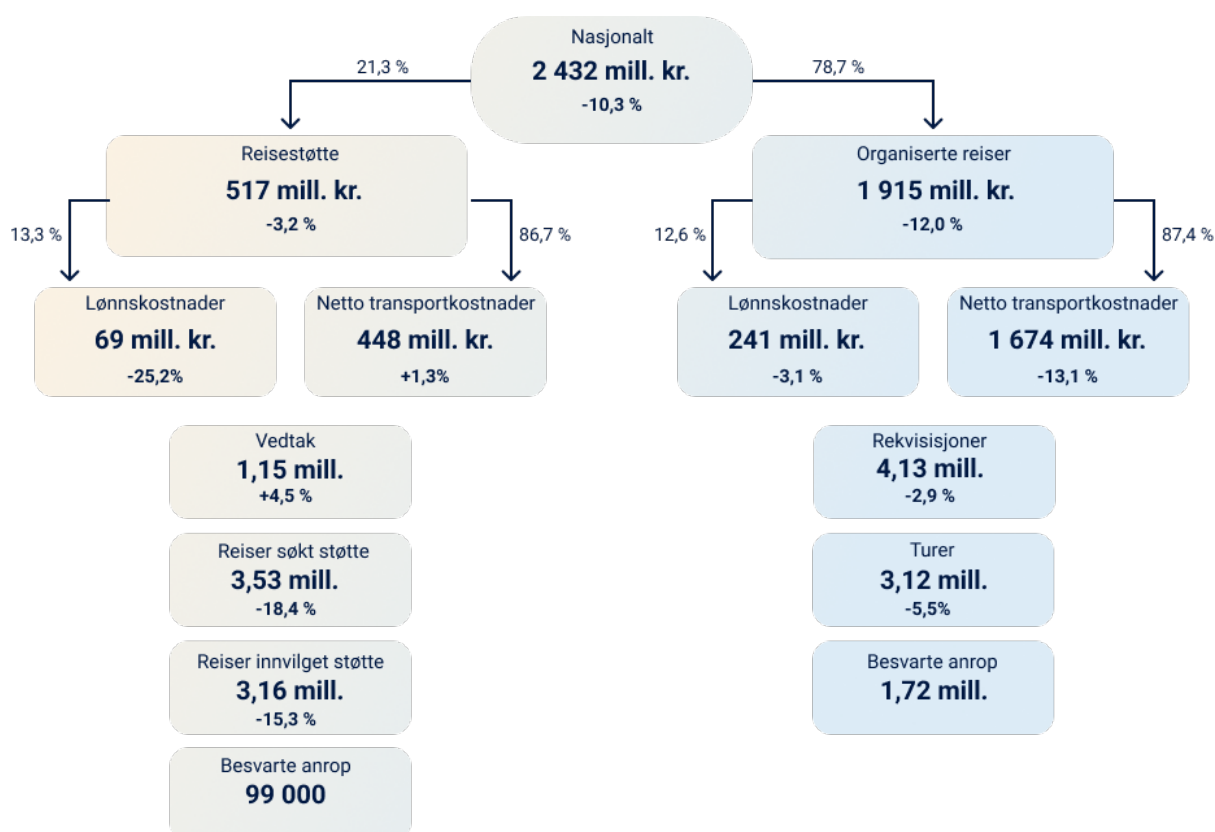 Nasjonalt
2 432 mill. kr.
-10,3 %
21,3 %
78,7 %
Reisestøtte
517 mill. kr.
-3,2 %
Organiserte reiser
1 915 mill. kr.
-12,0 %
13,3 %
86,7 %
12,6 %
87,4 %
Lønnskostnader
69 mill. kr.
-25,2%
Netto transportkostnader
448 mill. kr.
+1,3%
Lønnskostnader
241 mill. kr.
-3,1 %
Netto transportkostnader
1 674 mill. kr.
-13,1 %
Vedtak
1,15 mill.
+4,5 %
Reiser søkt støtte
3,53 mill.
-18,4 %
Reiser innvilget støtte
3,16 mill.
-15,3 %
Besvarte anrop
99 000
Rekvisisjoner
4,13 mill.
-2,9 %
Turer
3,12 mill.
-5,5%
Besvarte anrop
1,72 mill.